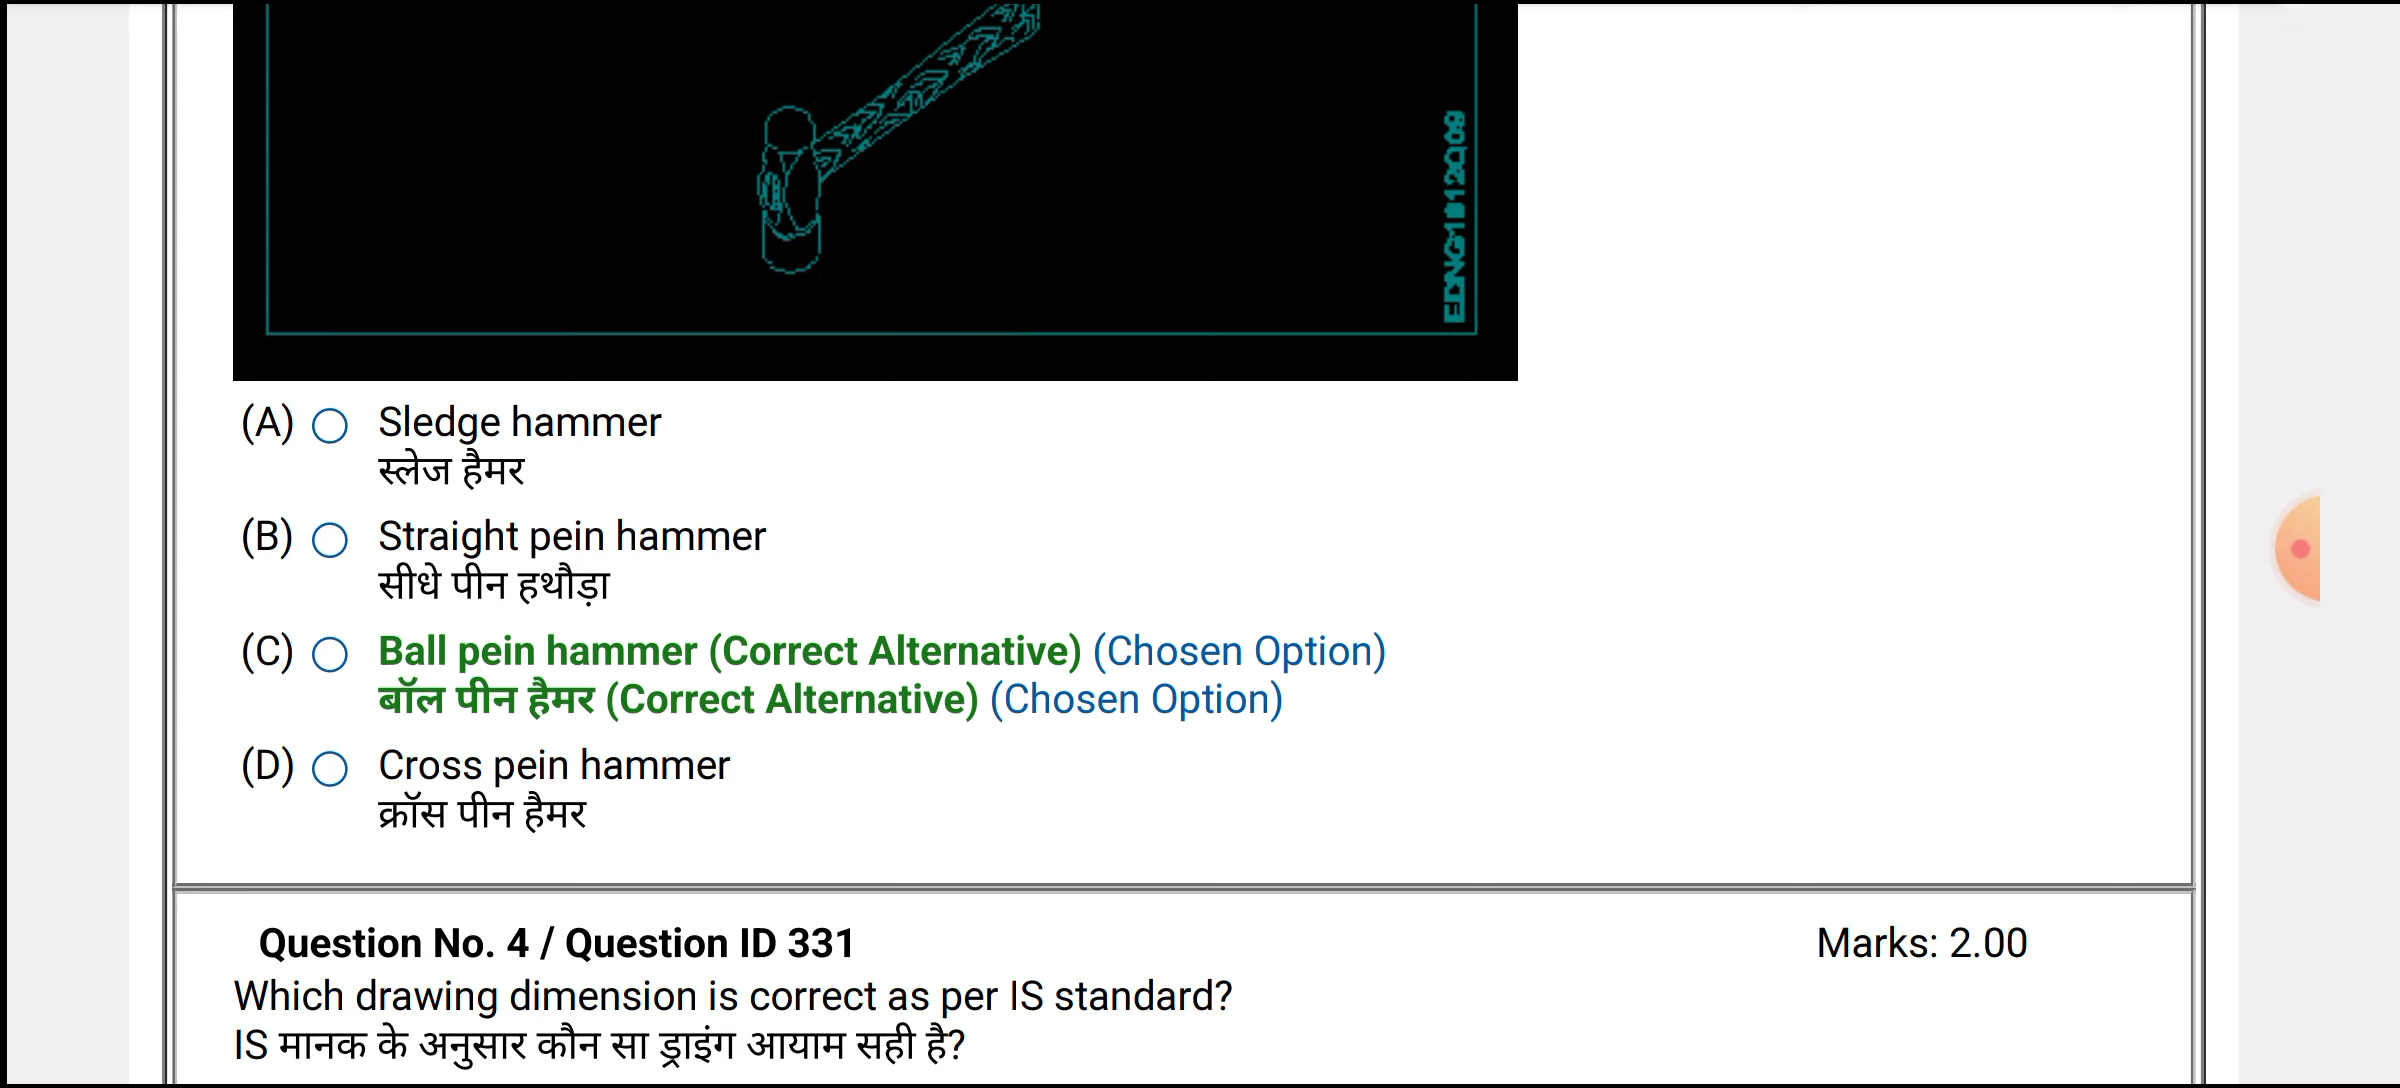 EDNG1812Q09
(A) Sledge hammer
स्लेज हैमर
(B) Straight pein hammer
सीधे पीन हथौड़ा
(C) Ball pein hammer (Correct Alternative) (Chosen Option)
बॉल पीन हैमर (Correct Alternative) (Chosen Option)
(D) Cross pein hammer
क्रॉस पीन हैमर
Question No. 4 / Question ID 331 Marks: 2.00
Which drawing dimension is correct as per IS standard?
IS मानक के अनुसार कौन सा ड्राइंग आयाम सही है?